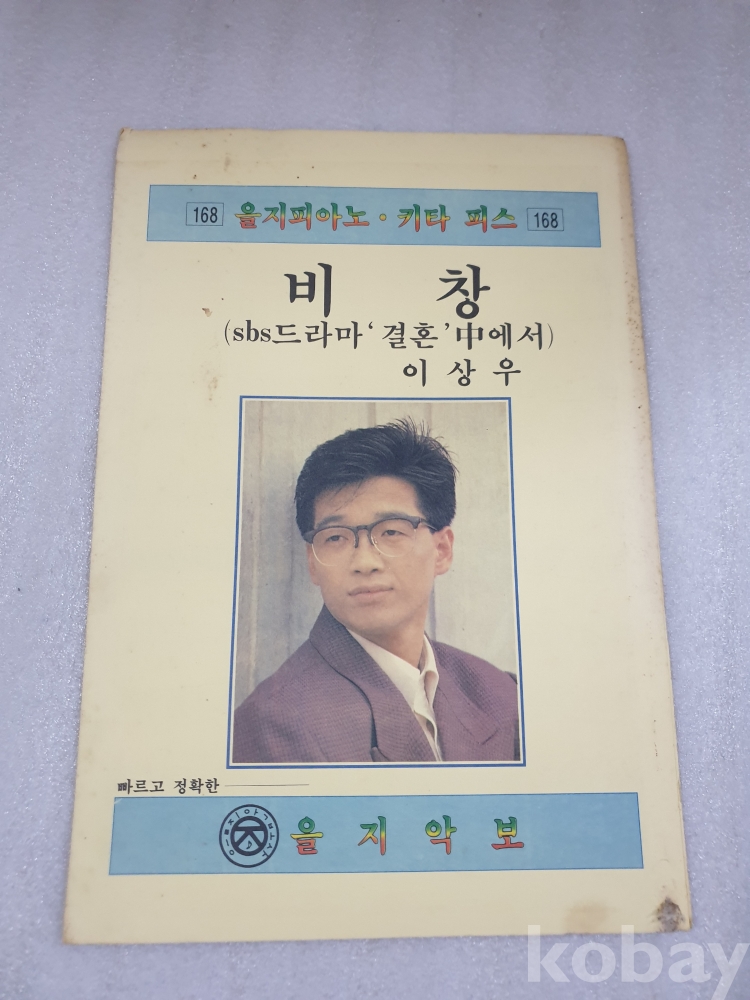 168 을지피아노·키타 피스 168
비 창
(sbs드라마 ‘결혼’中에서)
이 상 우
빠르고 정확한
을 지 악 보
kobay